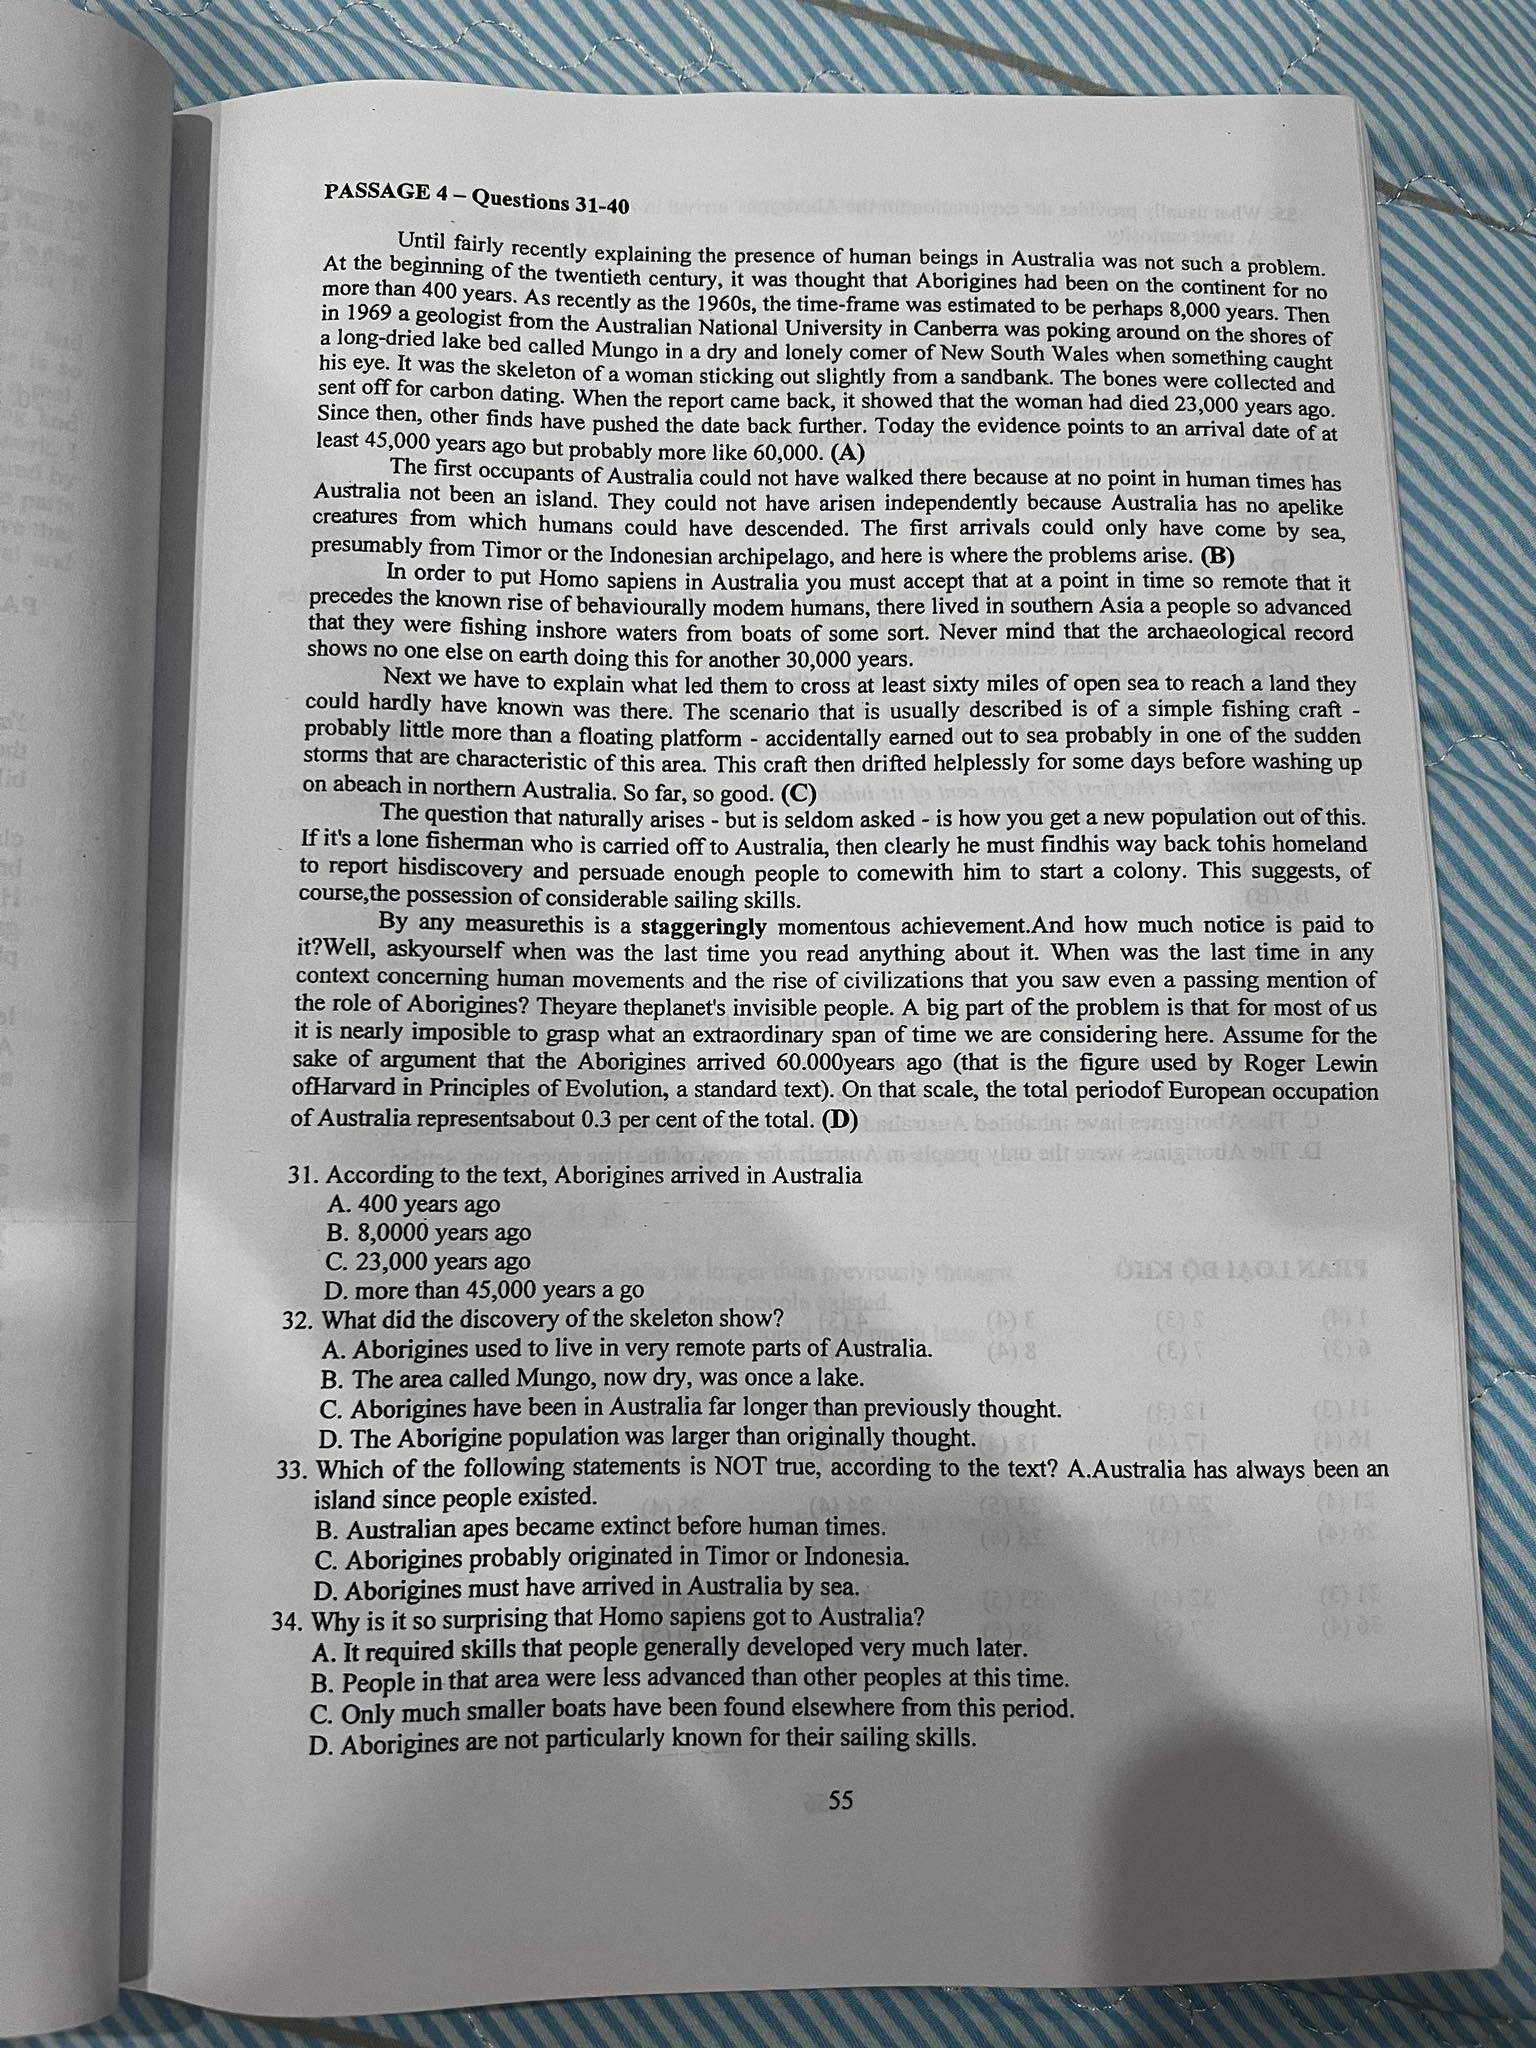 PASSAGE 4 – Questions 31-40
Until fairly recently explaining the presence of human beings in Australia was not such a problem.
At the beginning of the twentieth century, it was thought that Aborigines had been on the continent for no
more than 400 years. As recently as the 1960s, the time-frame was estimated to be perhaps 8,000 years. Then
in 1969 a geologist from the Australian National University in Canberra was poking around on the shores of
a long-dried lake bed called Mungo in a dry and lonely comer of New South Wales when something caught
his eye. It was the skeleton of a woman sticking out slightly from a sandbank. The bones were collected and
sent off for carbon dating. When the report came back, it showed that the woman had died 23,000 years ago.
Since then, other finds have pushed the date back further. Today the evidence points to an arrival date of at
least 45,000 years ago but probably more like 60,000. (A)
The first occupants of Australia could not have walked there because at no point in human times has
Australia not been an island. They could not have arisen independently because Australia has no apelike
creatures from which humans could have descended. The first arrivals could only have come by sea,
presumably from Timor or the Indonesian archipelago, and here is where the problems arise. (B)
In order to put Homo sapiens in Australia you must accept that at a point in time so remote that it
precedes the known rise of behaviourally modem humans, there lived in southern Asia a people so advanced
that they were fishing inshore waters from boats of some sort. Never mind that the archaeological record
shows no one else on earth doing this for another 30,000 years.
Next we have to explain what led them to cross at least sixty miles of open sea to reach a land they
could hardly have known was there. The scenario that is usually described is of a simple fishing craft -
probably little more than a floating platform - accidentally earned out to sea probably in one of the sudden
storms that are characteristic of this area. This craft then drifted helplessly for some days before washing up
on abeach in northern Australia. So far, so good. (C)
The question that naturally arises - but is seldom asked - is how you get a new population out of this.
If it's a lone fisherman who is carried off to Australia, then clearly he must findhis way back tohis homeland
to report hisdiscovery and persuade enough people to comewith him to start a colony. This suggests, of
course,the possession of considerable sailing skills.
By any measurethis is a staggeringly momentous achievement.And how much notice is paid to
it?Well, askyourself when was the last time you read anything about it. When was the last time in any
context concerning human movements and the rise of civilizations that you saw even a passing mention of
the role of Aborigines? Theyare theplanet's invisible people. A big part of the problem is that for most of us
it is nearly imposible to grasp what an extraordinary span of time we are considering here. Assume for the
sake of argument that the Aborigines arrived 60.000years ago (that is the figure used by Roger Lewin
ofHarvard in Principles of Evolution, a standard text). On that scale, the total periodof European occupation
of Australia representsabout 0.3 per cent of the total. (D)
31. According to the text, Aborigines arrived in Australia
A. 400 years ago
B. 8,0000 years ago
C. 23,000 years ago
D. more than 45,000 years a go
32. What did the discovery of the skeleton show?
A. Aborigines used to live in very remote parts of Australia.
B. The area called Mungo, now dry, was once a lake.
C. Aborigines have been in Australia far longer than previously thought.
D. The Aborigine population was larger than originally thought.
33. Which of the following statements is NOT true, according to the text? A.Australia has always been an
island since people existed.
B. Australian apes became extinct before human times.
C. Aborigines probably originated in Timor or Indonesia.
D. Aborigines must have arrived in Australia by sea.
34. Why is it so surprising that Homo sapiens got to Australia?
A. It required skills that people generally developed very much later.
B. People in that area were less advanced than other peoples at this time.
C. Only much smaller boats have been found elsewhere from this period.
D. Aborigines are not particularly known for their sailing skills.
55